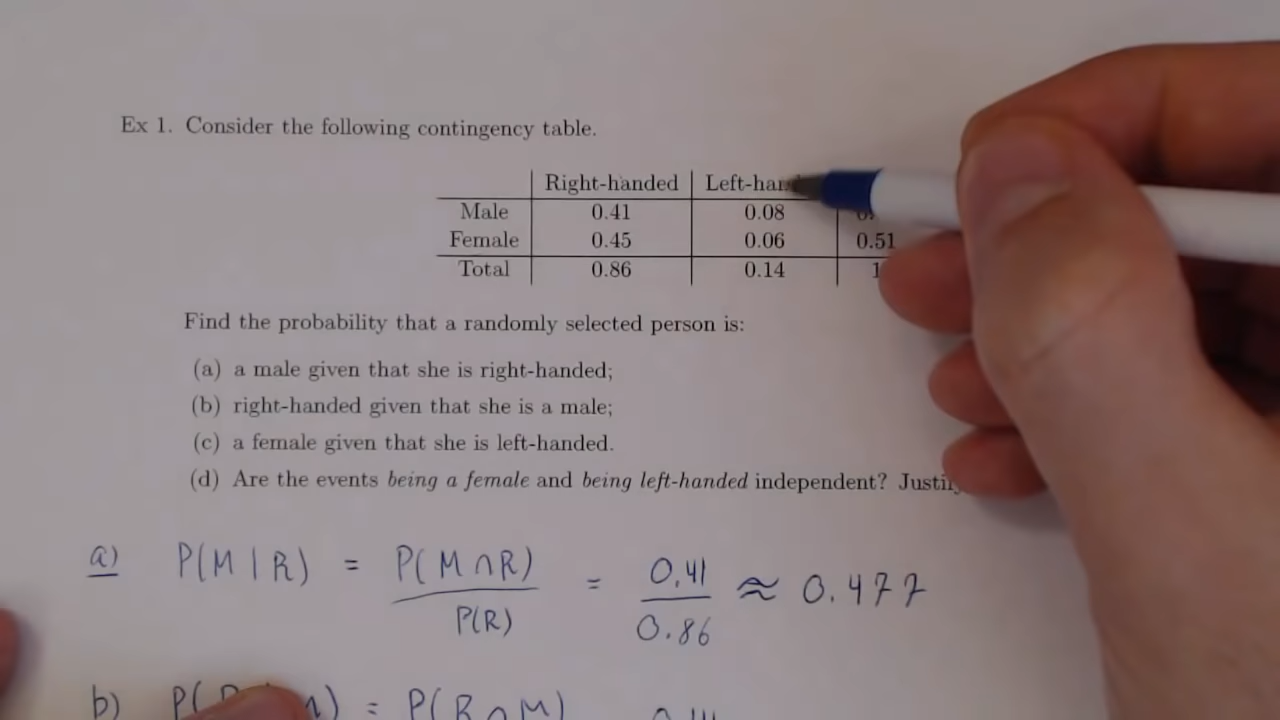 Ex 1. Consider the following contingency table.
Right-handed
Male 0.41 0.08
Female 0.45 0.06 0.51
Total 0.86 0.14 1
Find the probability that a randomly selected person is:
(a) a male given that she is right-handed;
(b) right-handed given that she is a male;
(c) a female given that she is left-handed.
(d) Are the events being a female and being left-handed independent?
a) P(M | R) = P(M ∩ R) / P(R) = 0.41 / 0.86 ≈ 0.477
b) = P(R ∩ M)